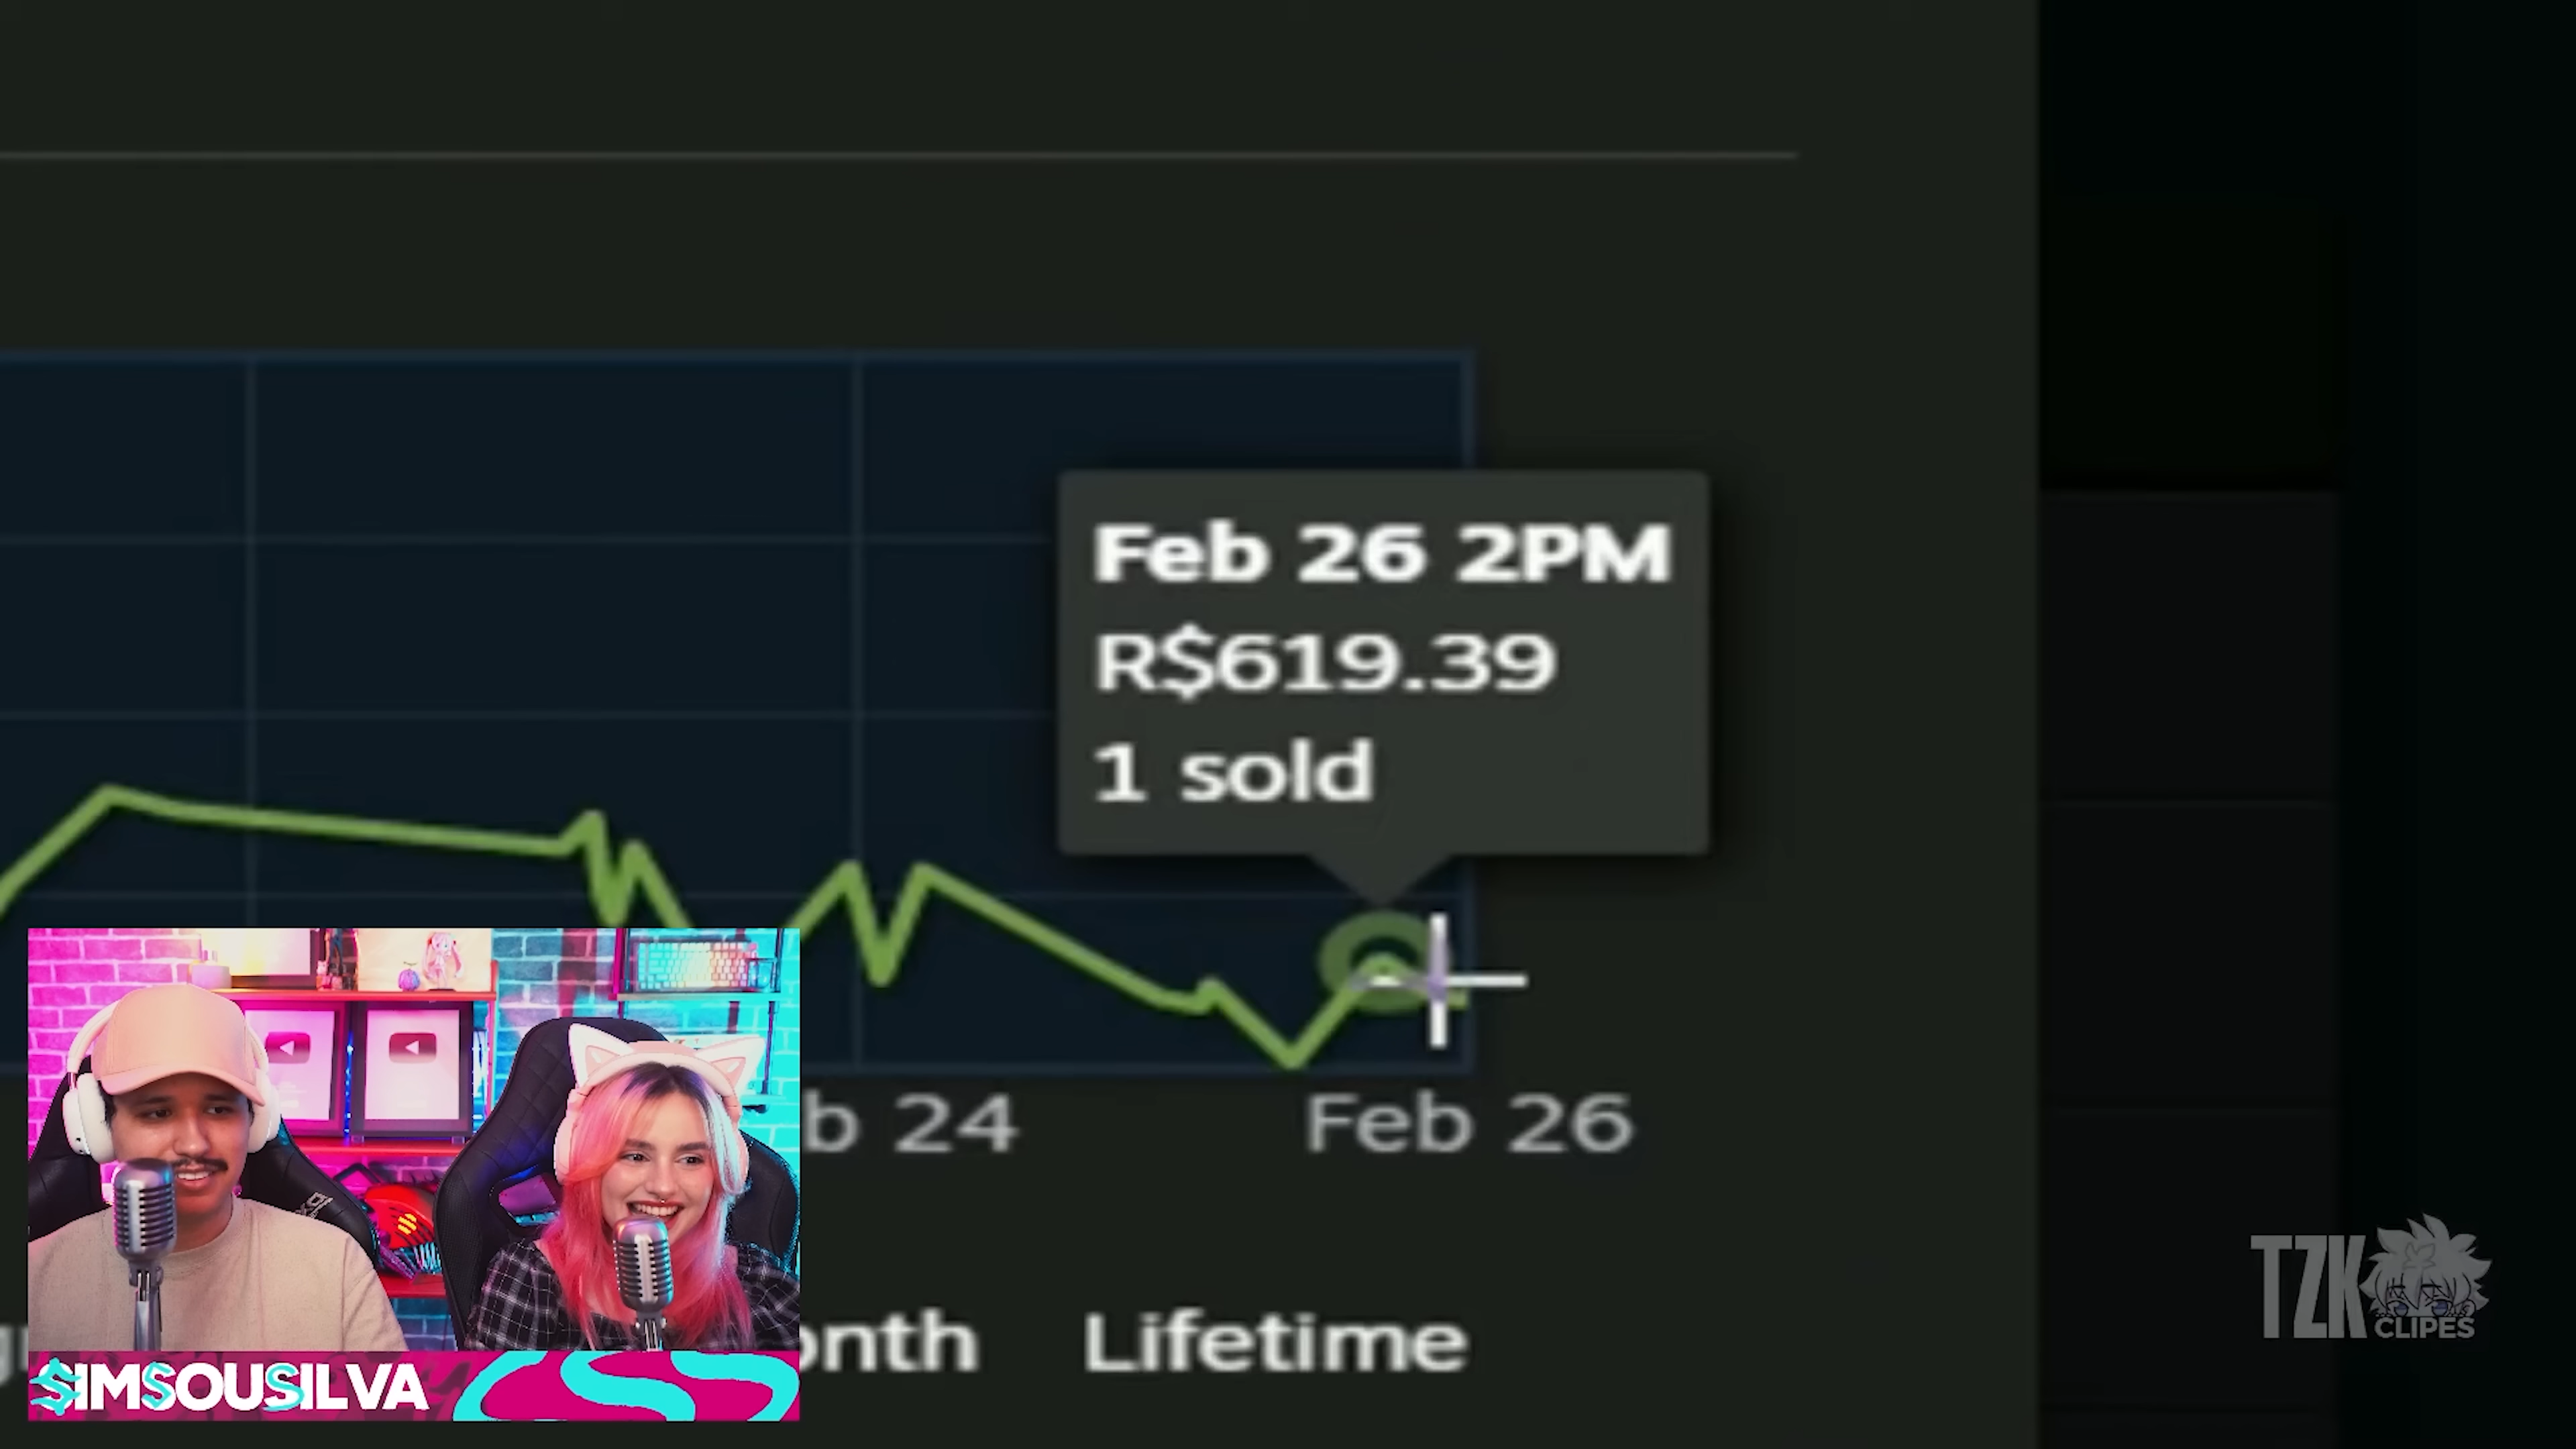 Feb 26 2PM
R$619.39
1 sold
b 24
Feb 26
onth
Lifetime
SIMSOUSILVA
TZK
CLIPES